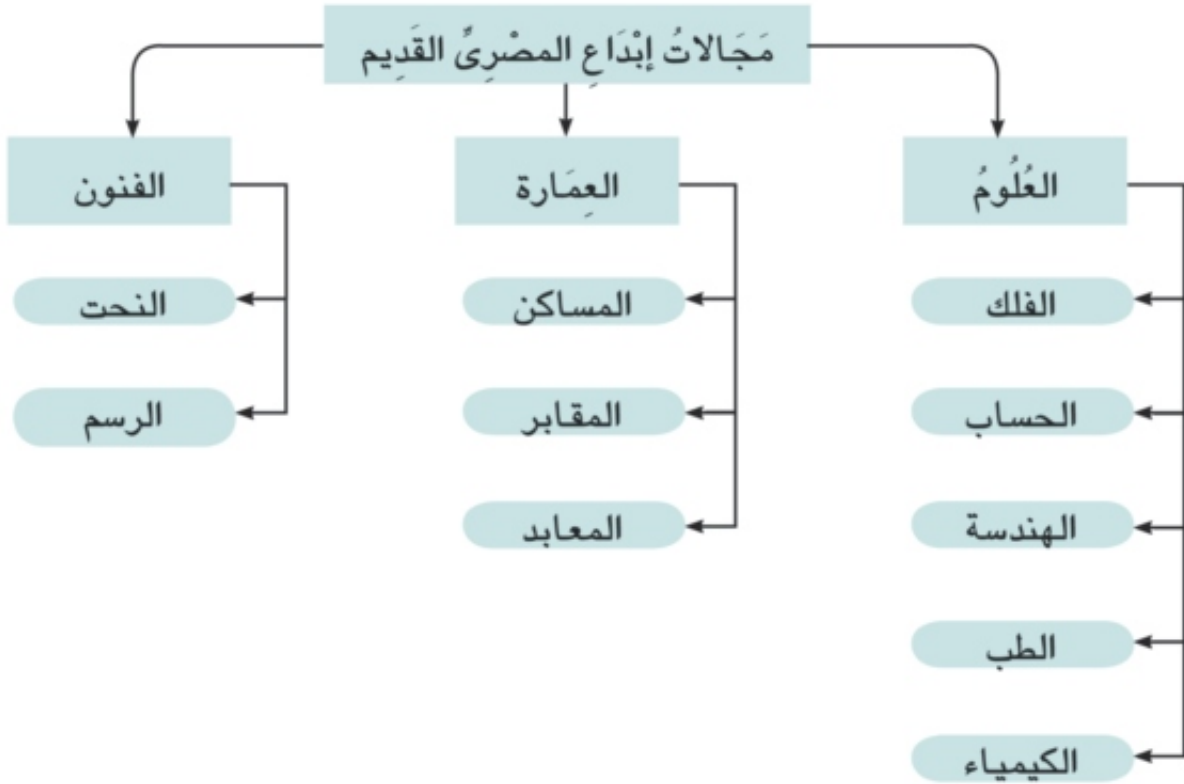 مَجَالاتُ إبْدَاعِ المصْرِىِّ القَدِيم
العُلُومُ
الفلك
الحساب
الهندسة
الطب
الكيمياء
العِمَارة
المساكن
المقابر
المعابد
الفنون
النحت
الرسم